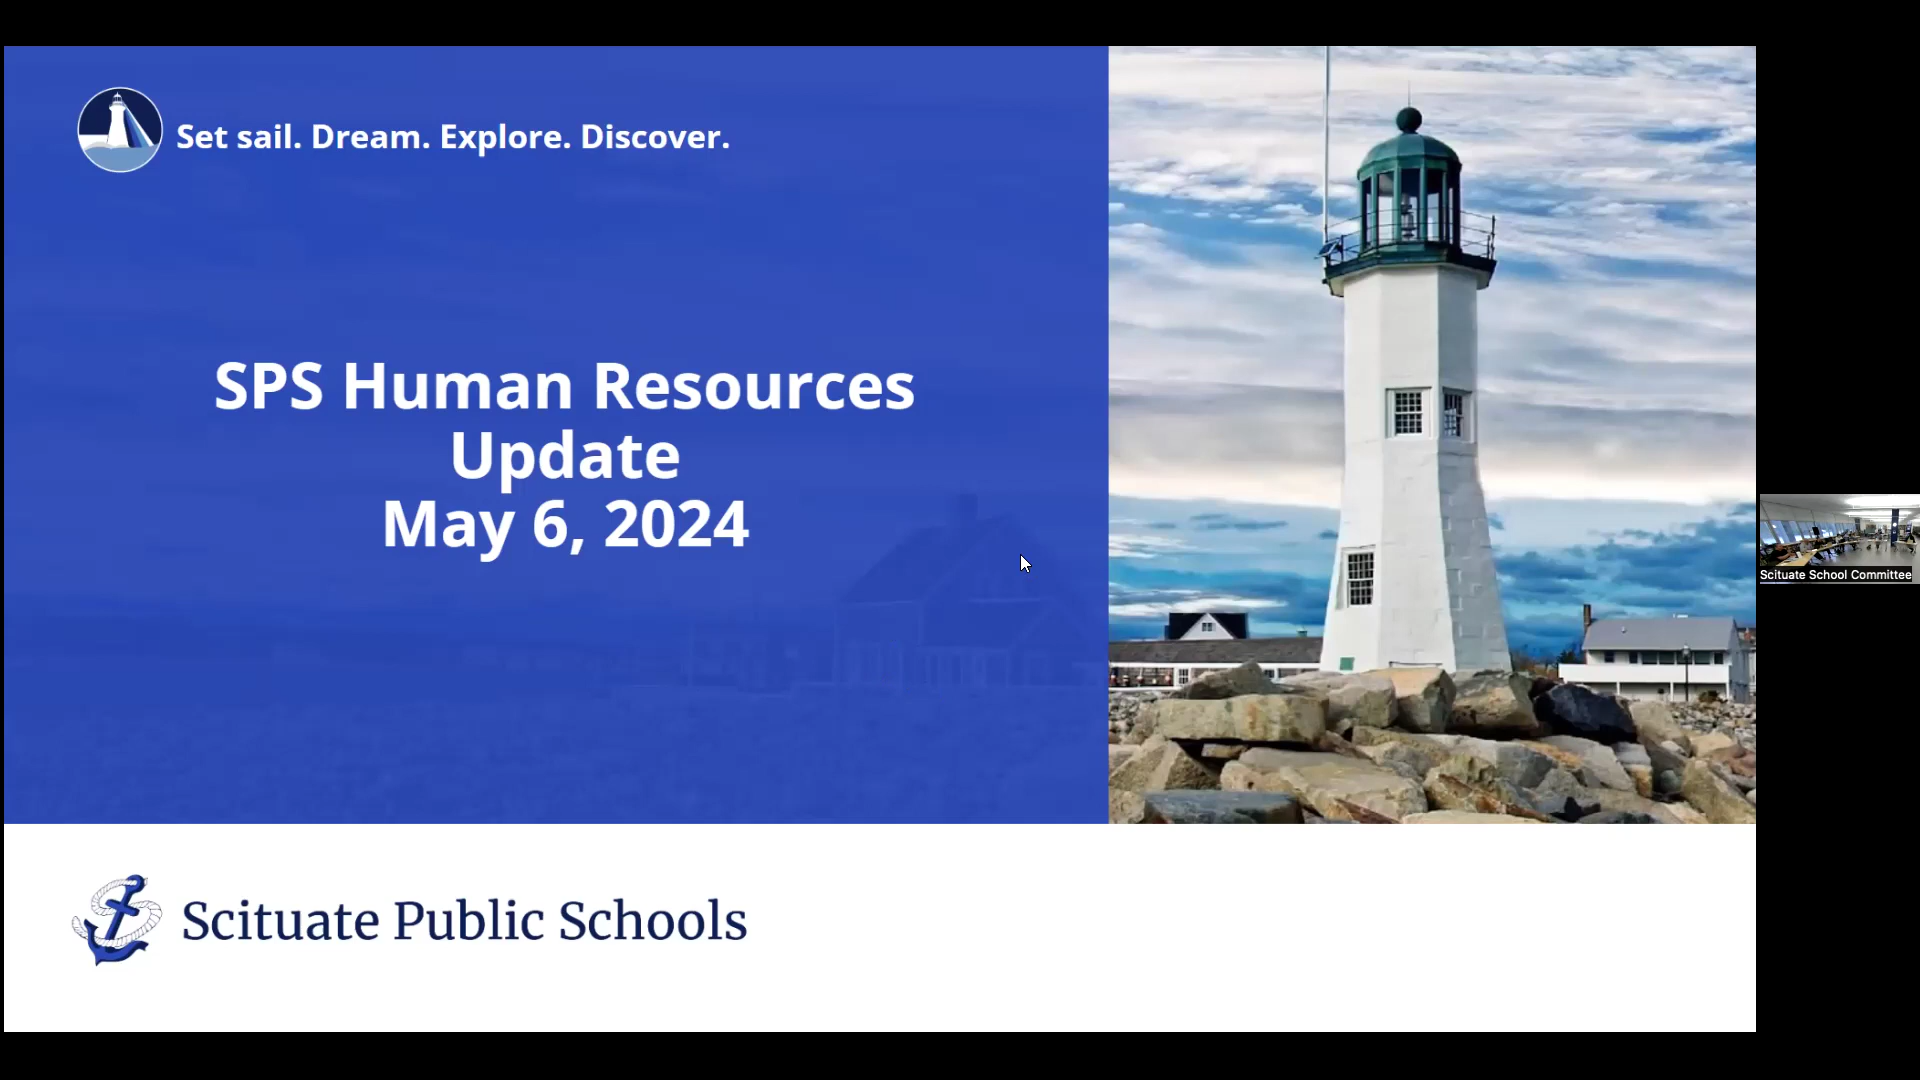 Set sail. Dream. Explore. Discover.
SPS Human Resources
Update
May 6, 2024
Scituate School Committee
Scituate Public Schools